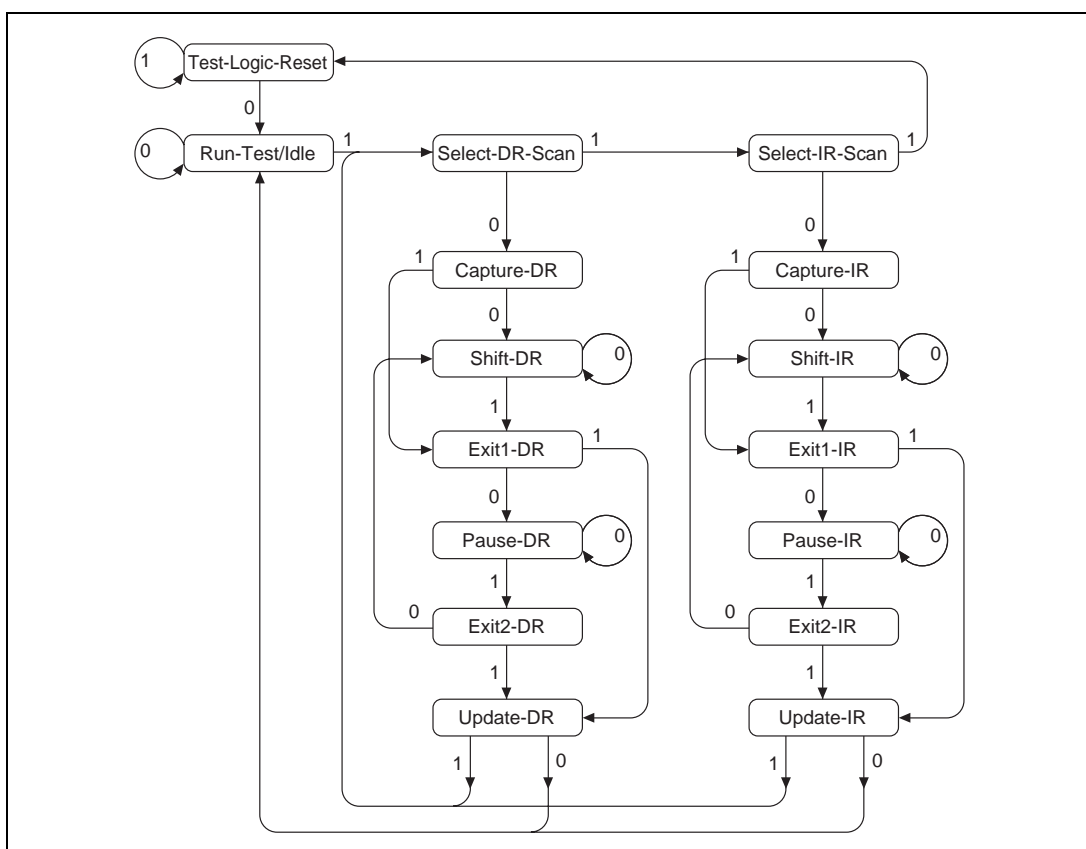 1
Test-Logic-Reset
0
0
Run-Test/Idle
1
Select-DR-Scan
1
Select-IR-Scan
1
0
0
1
Capture-DR
1
Capture-IR
0
0
Shift-DR
0
Shift-IR
0
1
1
Exit1-DR
1
Exit1-IR
1
0
0
Pause-DR
0
Pause-IR
0
1
1
0
Exit2-DR
0
Exit2-IR
1
1
Update-DR
Update-IR
1
0
1
0